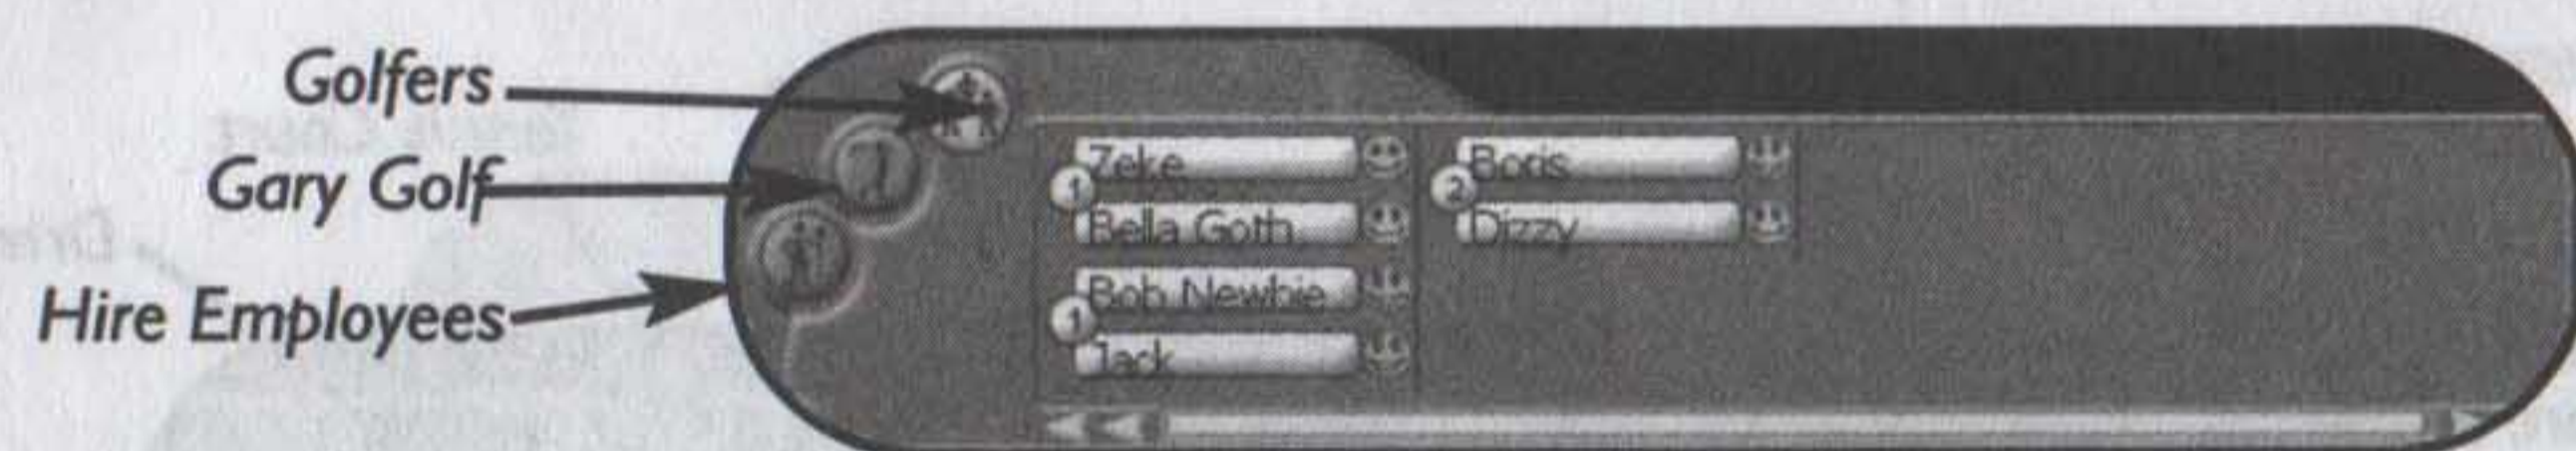 Golfers
Gary Golf
Hire Employees
Zeke
1
Bella Goth
Bob Newbie
1
Jack
Boris
2
Dizzy